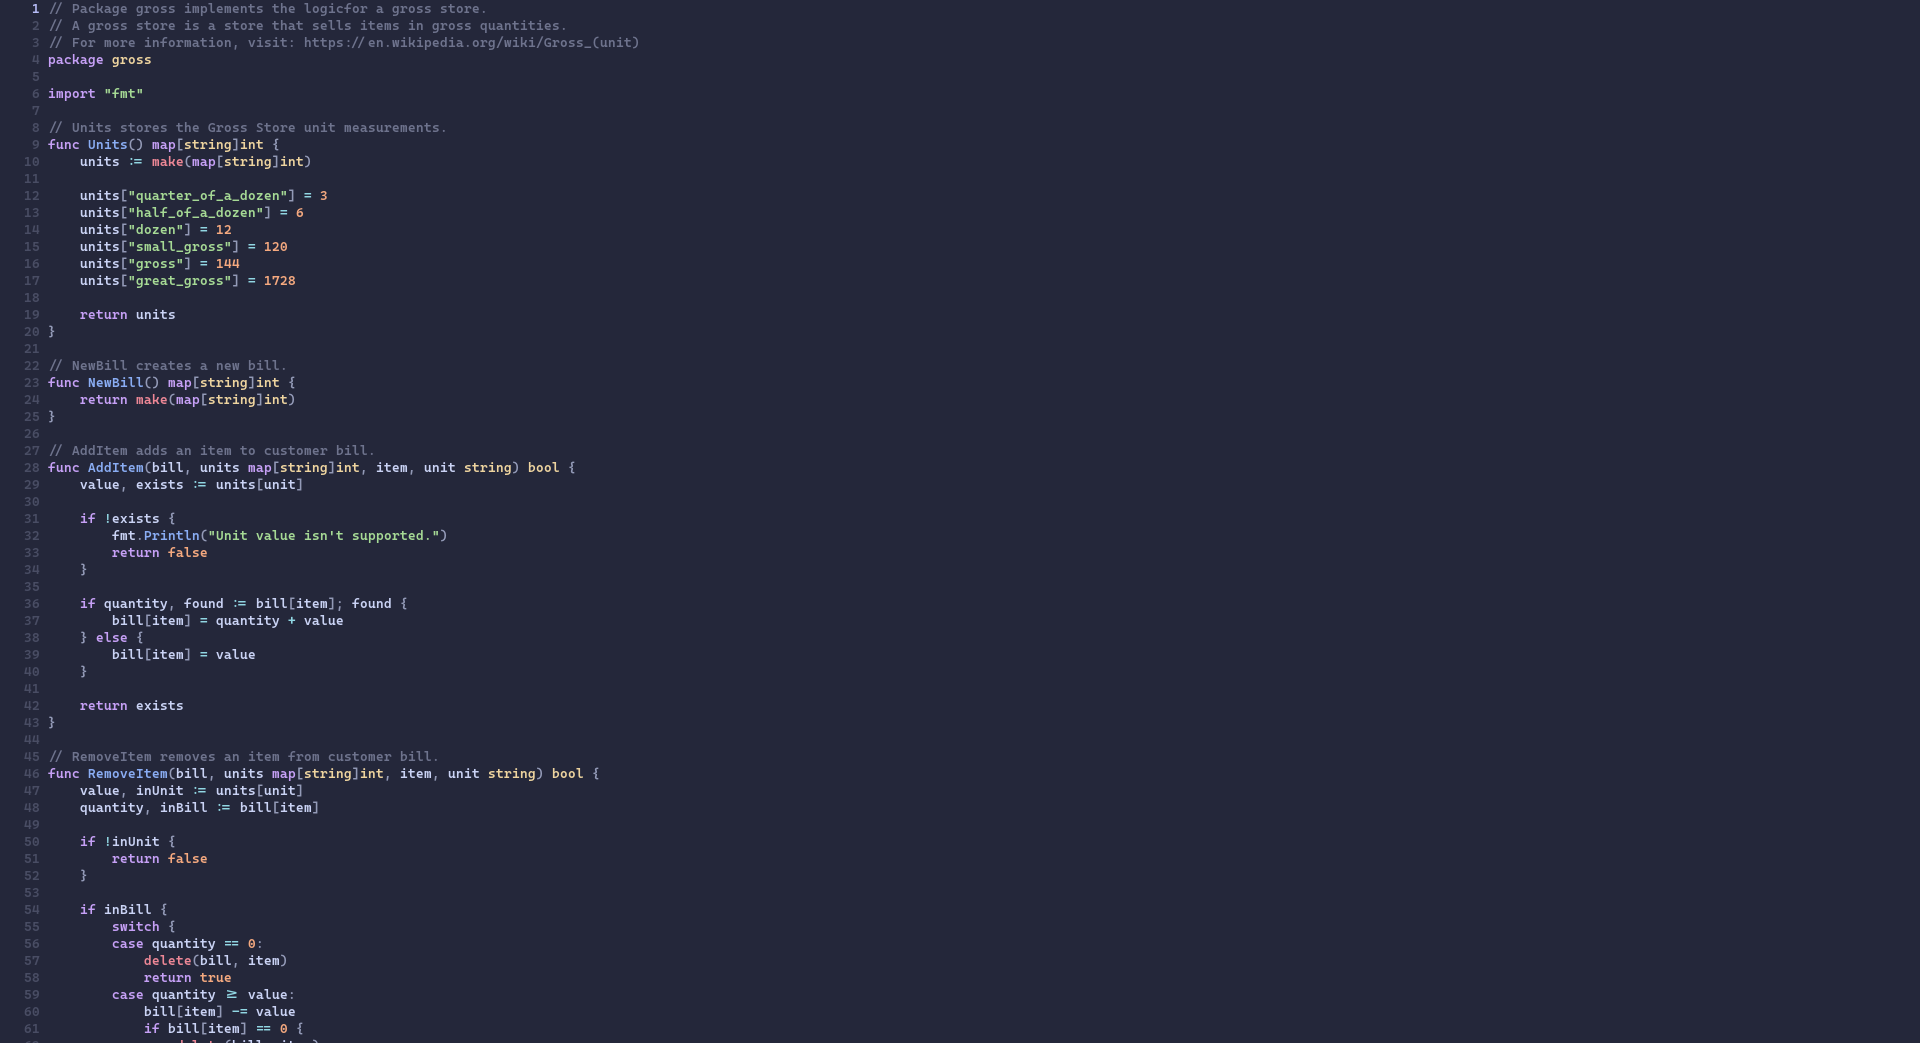 1 // Package gross implements the logicfor a gross store.
2 // A gross store is a store that sells items in gross quantities.
3 // For more information, visit: https://en.wikipedia.org/wiki/Gross_(unit)
4 package gross
5
6 import "fmt"
7
8 // Units stores the Gross Store unit measurements.
9 func Units() map[string]int {
10     units := make(map[string]int)
11
12     units["quarter_of_a_dozen"] = 3
13     units["half_of_a_dozen"] = 6
14     units["dozen"] = 12
15     units["small_gross"] = 120
16     units["gross"] = 144
17     units["great_gross"] = 1728
18
19     return units
20 }
21
22 // NewBill creates a new bill.
23 func NewBill() map[string]int {
24     return make(map[string]int)
25 }
26
27 // AddItem adds an item to customer bill.
28 func AddItem(bill, units map[string]int, item, unit string) bool {
29     value, exists := units[unit]
30
31     if !exists {
32         fmt.Println("Unit value isn't supported.")
33         return false
34     }
35
36     if quantity, found := bill[item]; found {
37         bill[item] = quantity + value
38     } else {
39         bill[item] = value
40     }
41
42     return exists
43 }
44
45 // RemoveItem removes an item from customer bill.
46 func RemoveItem(bill, units map[string]int, item, unit string) bool {
47     value, inUnit := units[unit]
48     quantity, inBill := bill[item]
49
50     if !inUnit {
51         return false
52     }
53
54     if inBill {
55         switch {
56         case quantity == 0:
57             delete(bill, item)
58             return true
59         case quantity >= value:
60             bill[item] -= value
61             if bill[item] == 0 {